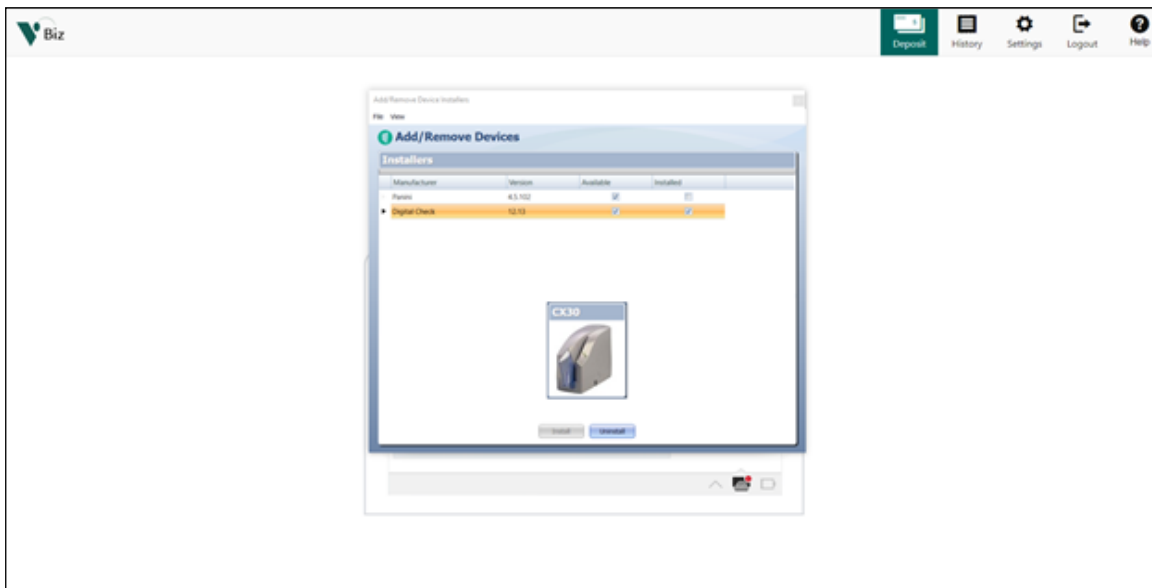 Biz
Deposit
History
Settings
Logout
Help
Add Remove Device Installers
File View
Add/Remove Devices
Installers
Manufacturer Version Available Installed
Panini 4.5.102
Digital Check 12.13
CX30
Install Uninstall